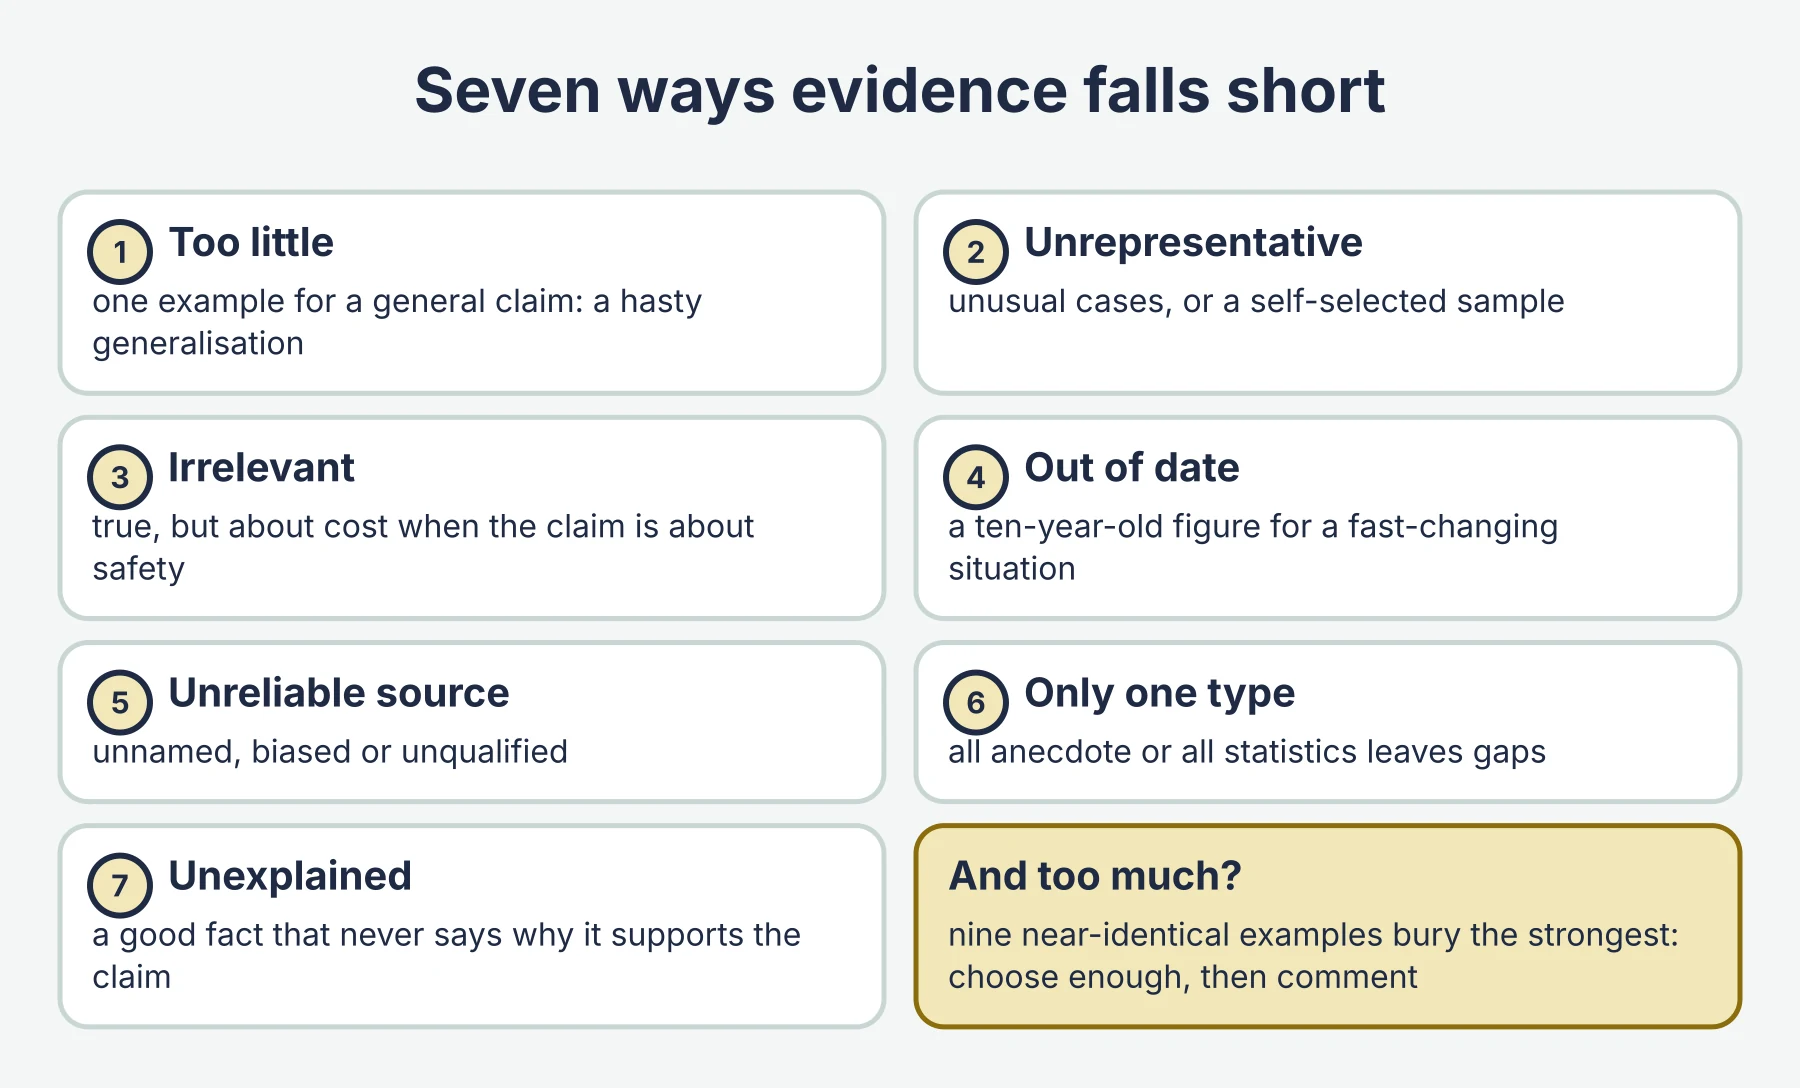 Seven ways evidence falls short
1 Too little
one example for a general claim: a hasty
generalisation
2 Unrepresentative
unusual cases, or a self-selected sample
3 Irrelevant
true, but about cost when the claim is about
safety
4 Out of date
a ten-year-old figure for a fast-changing
situation
5 Unreliable source
unnamed, biased or unqualified
6 Only one type
all anecdote or all statistics leaves gaps
7 Unexplained
a good fact that never says why it supports the
claim
And too much?
nine near-identical examples bury the strongest:
choose enough, then comment